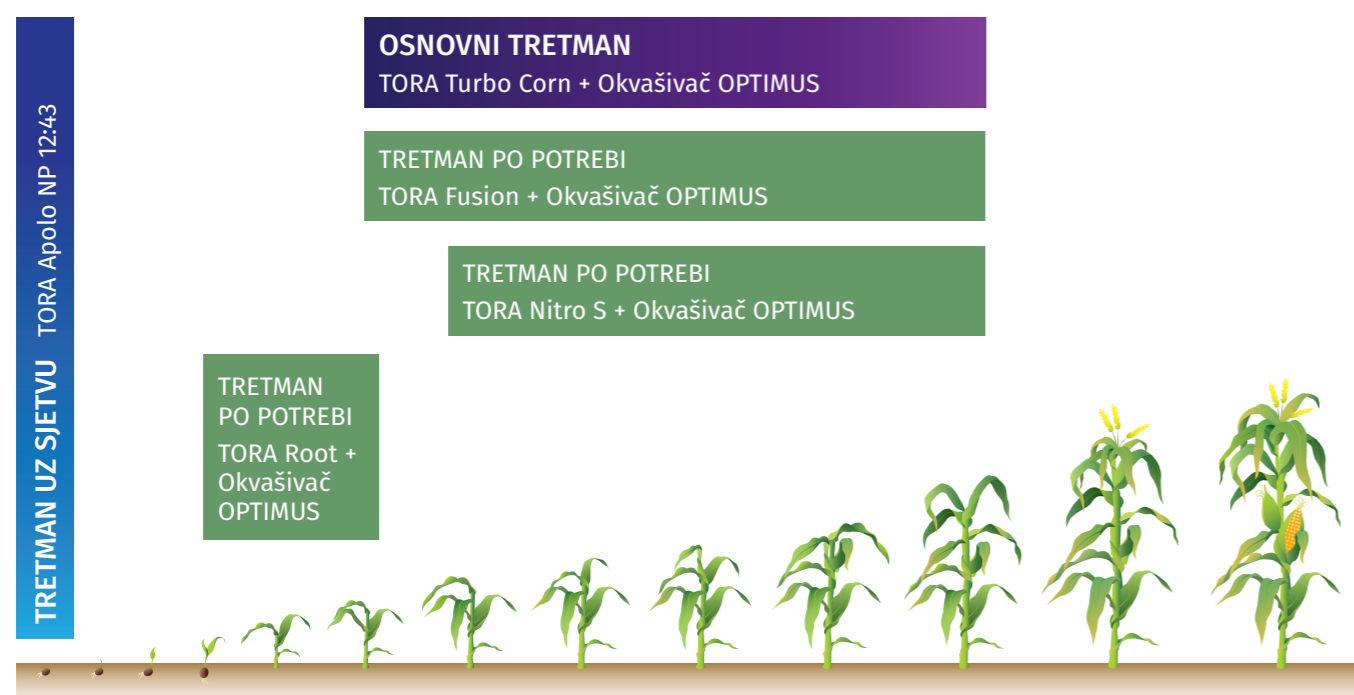 TRETMAN UZ SJETVU TORA Apolo NP 12:43
OSNOVNI TRETMAN
TORA Turbo Corn + Okvašivač OPTIMUS
TRETMAN PO POTREBI
TORA Fusion + Okvašivač OPTIMUS
TRETMAN PO POTREBI
TORA Nitro S + Okvašivač OPTIMUS
TRETMAN
PO POTREBI
TORA Root +
Okvašivač
OPTIMUS